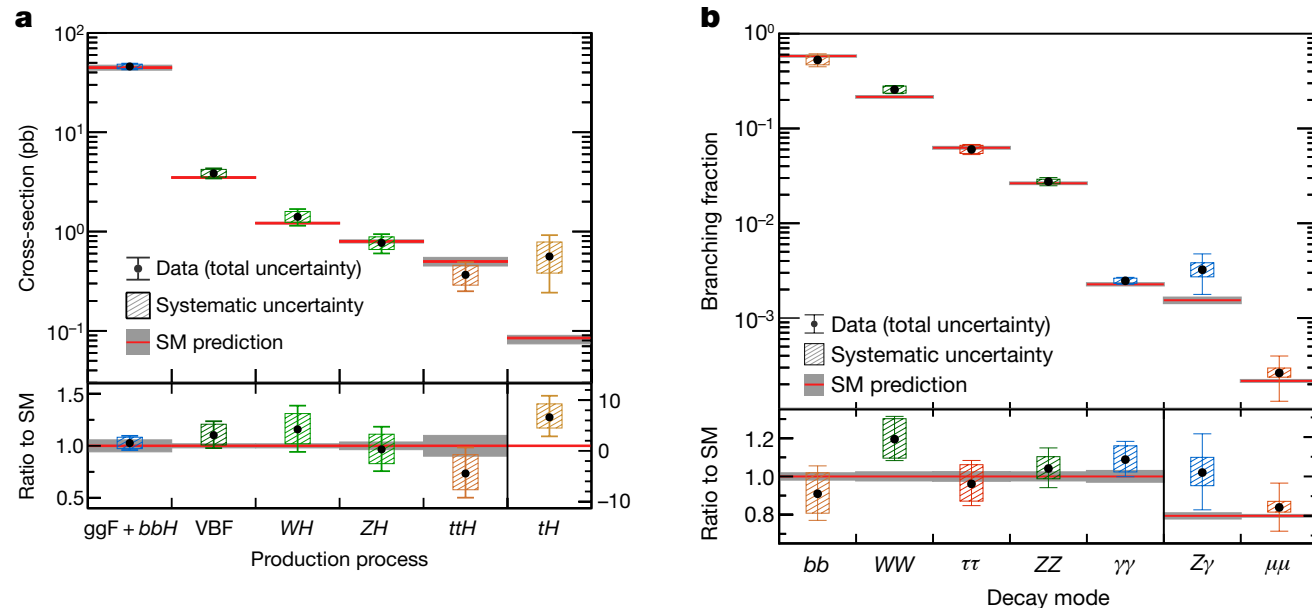 a
Cross-section (pb)
10²
10¹
10⁰
10⁻¹
Data (total uncertainty)
Systematic uncertainty
SM prediction
Ratio to SM
1.5
1.0
0.5
10
0
−10
ggF + bbH VBF WH ZH ttH tH
Production process
b
Branching fraction
10⁰
10⁻¹
10⁻²
10⁻³
Data (total uncertainty)
Systematic uncertainty
SM prediction
Ratio to SM
1.2
1.0
0.8
bb WW ττ ZZ γγ Zγ μμ
Decay mode